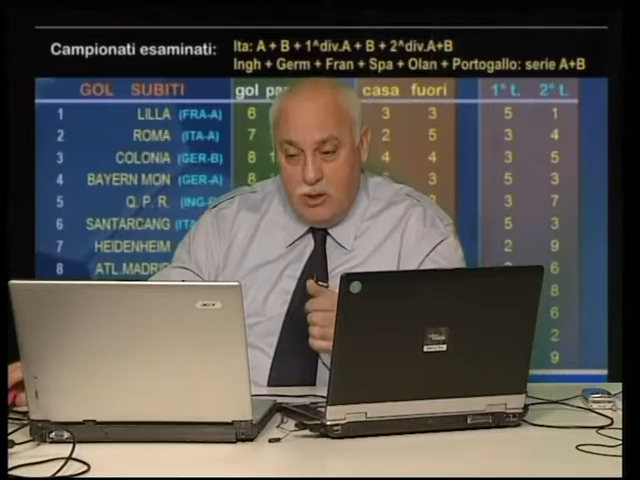 Campionati esaminati:
Ita: A + B + 1^div.A + B + 2^div.A+B
Ingh + Germ + Fran + Spa + Olan + Portogallo: serie A+B
GOL SUBITI gol casa fuori 1° t. 2° t.
1 LILLA (FRA-A) 6 3 3 5 1
2 ROMA (ITA-A) 7 2 5 3 4
3 COLONIA (GER-B) 8 4 4 3 5
4 BAYERN MON (GER-A) 8 3 5 3
5 Q. P. R. 3 7
6 SANTARCANG 5 3
7 HEIDENHEIM 2 9
8 ATL.MADRID 6
8
6
2
9
acer